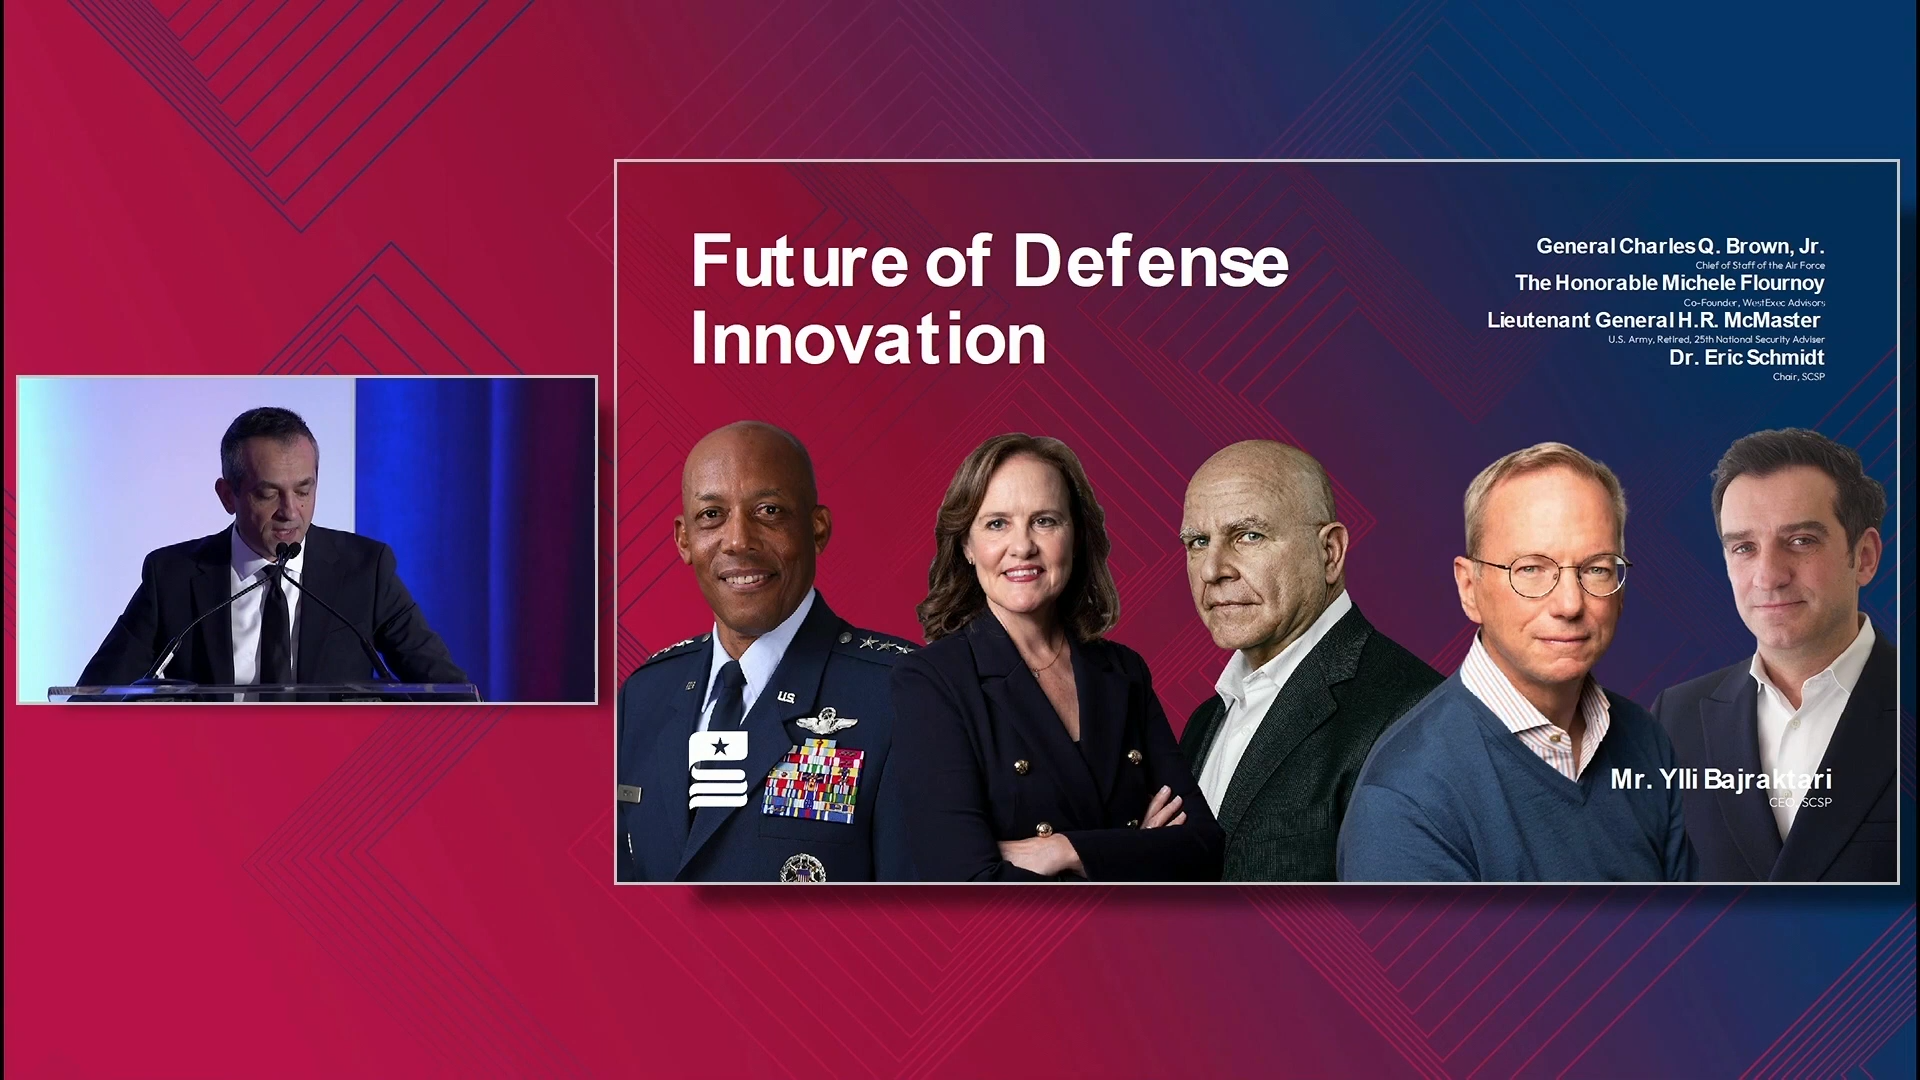 Future of Defense
Innovation
General Charles Q. Brown, Jr.
Chief of Staff of the Air Force
The Honorable Michele Flournoy
Co-Founder, WestExec Advisors
Lieutenant General H.R. McMaster
U.S. Army, Retired, 25th National Security Adviser
Dr. Eric Schmidt
Chair, SCSP
U.S.
Mr. Ylli Bajraktari
CEO, SCSP